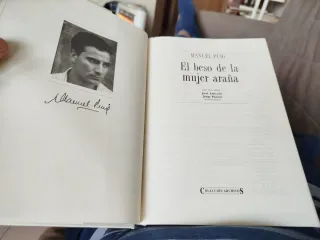 Manuel Puig
MANUEL PUIG
El beso de la
mujer araña
COLECCIÓN ARCHIVOS